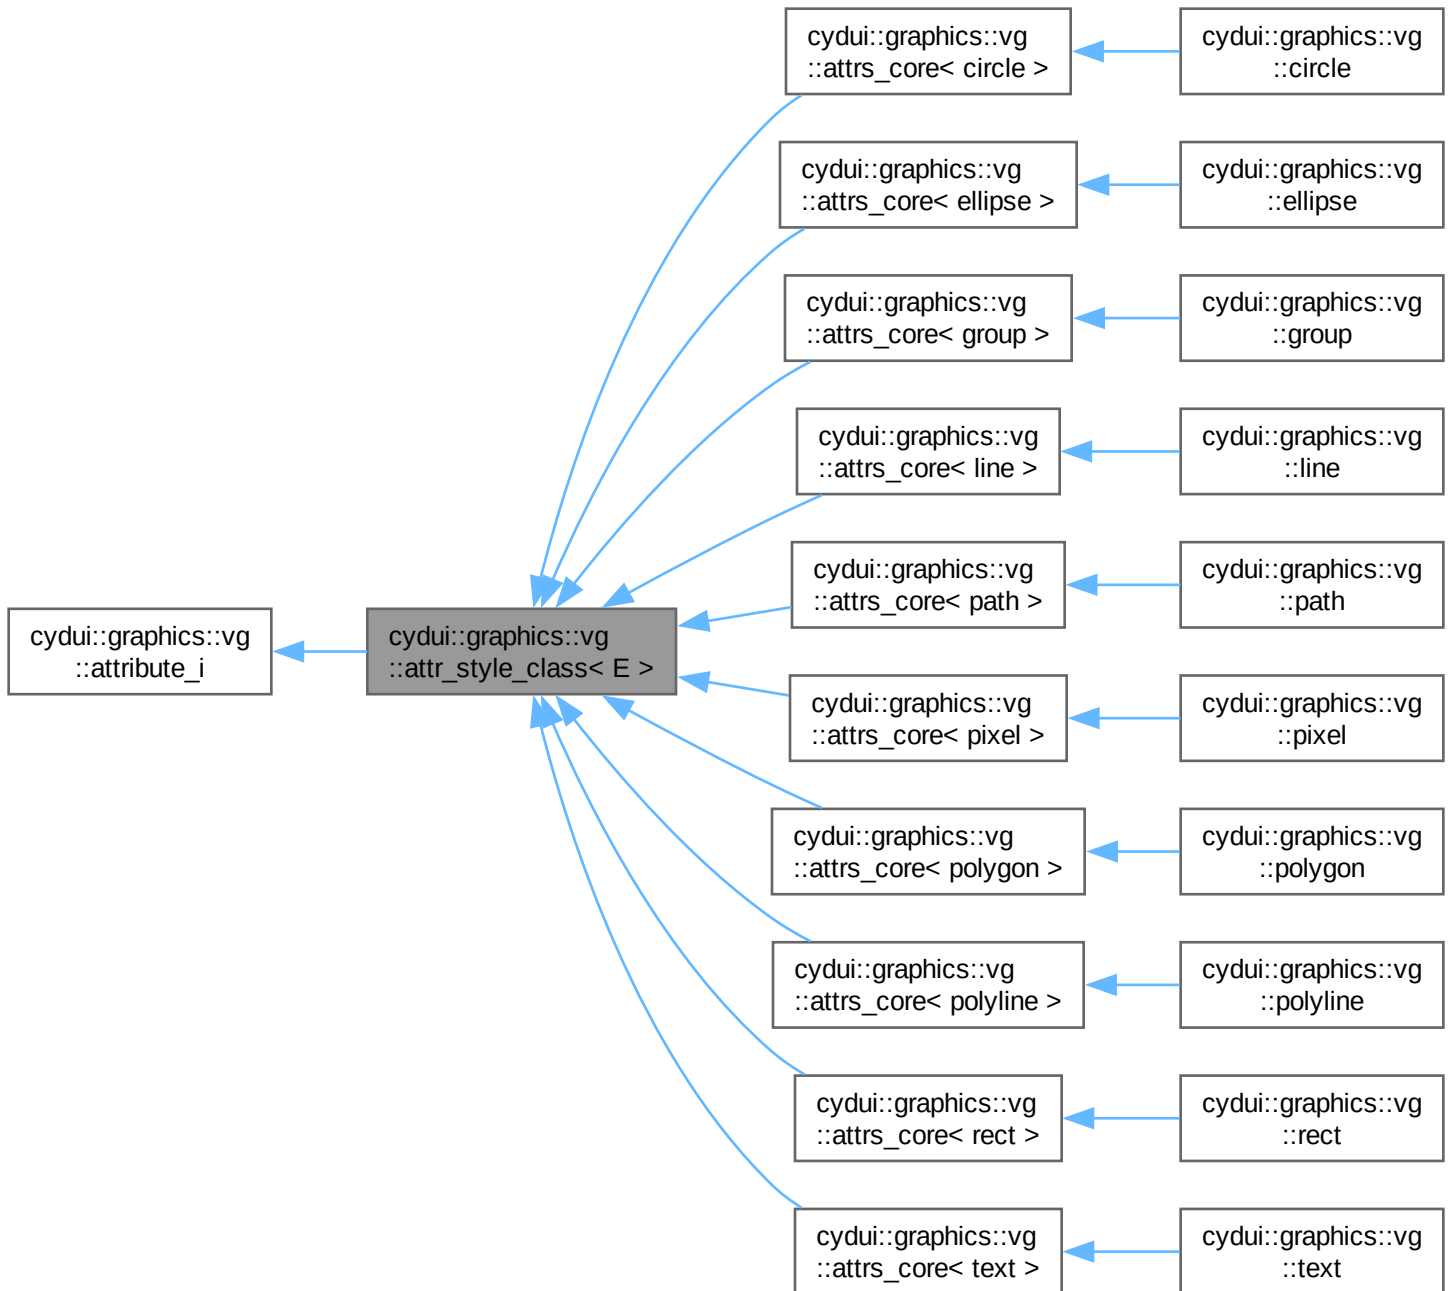 cydui::graphics::vg
::attribute_i
cydui::graphics::vg
::attr_style_class< E >
cydui::graphics::vg
::attrs_core< circle >
cydui::graphics::vg
::circle
cydui::graphics::vg
::attrs_core< ellipse >
cydui::graphics::vg
::ellipse
cydui::graphics::vg
::attrs_core< group >
cydui::graphics::vg
::group
cydui::graphics::vg
::attrs_core< line >
cydui::graphics::vg
::line
cydui::graphics::vg
::attrs_core< path >
cydui::graphics::vg
::path
cydui::graphics::vg
::attrs_core< pixel >
cydui::graphics::vg
::pixel
cydui::graphics::vg
::attrs_core< polygon >
cydui::graphics::vg
::polygon
cydui::graphics::vg
::attrs_core< polyline >
cydui::graphics::vg
::polyline
cydui::graphics::vg
::attrs_core< rect >
cydui::graphics::vg
::rect
cydui::graphics::vg
::attrs_core< text >
cydui::graphics::vg
::text